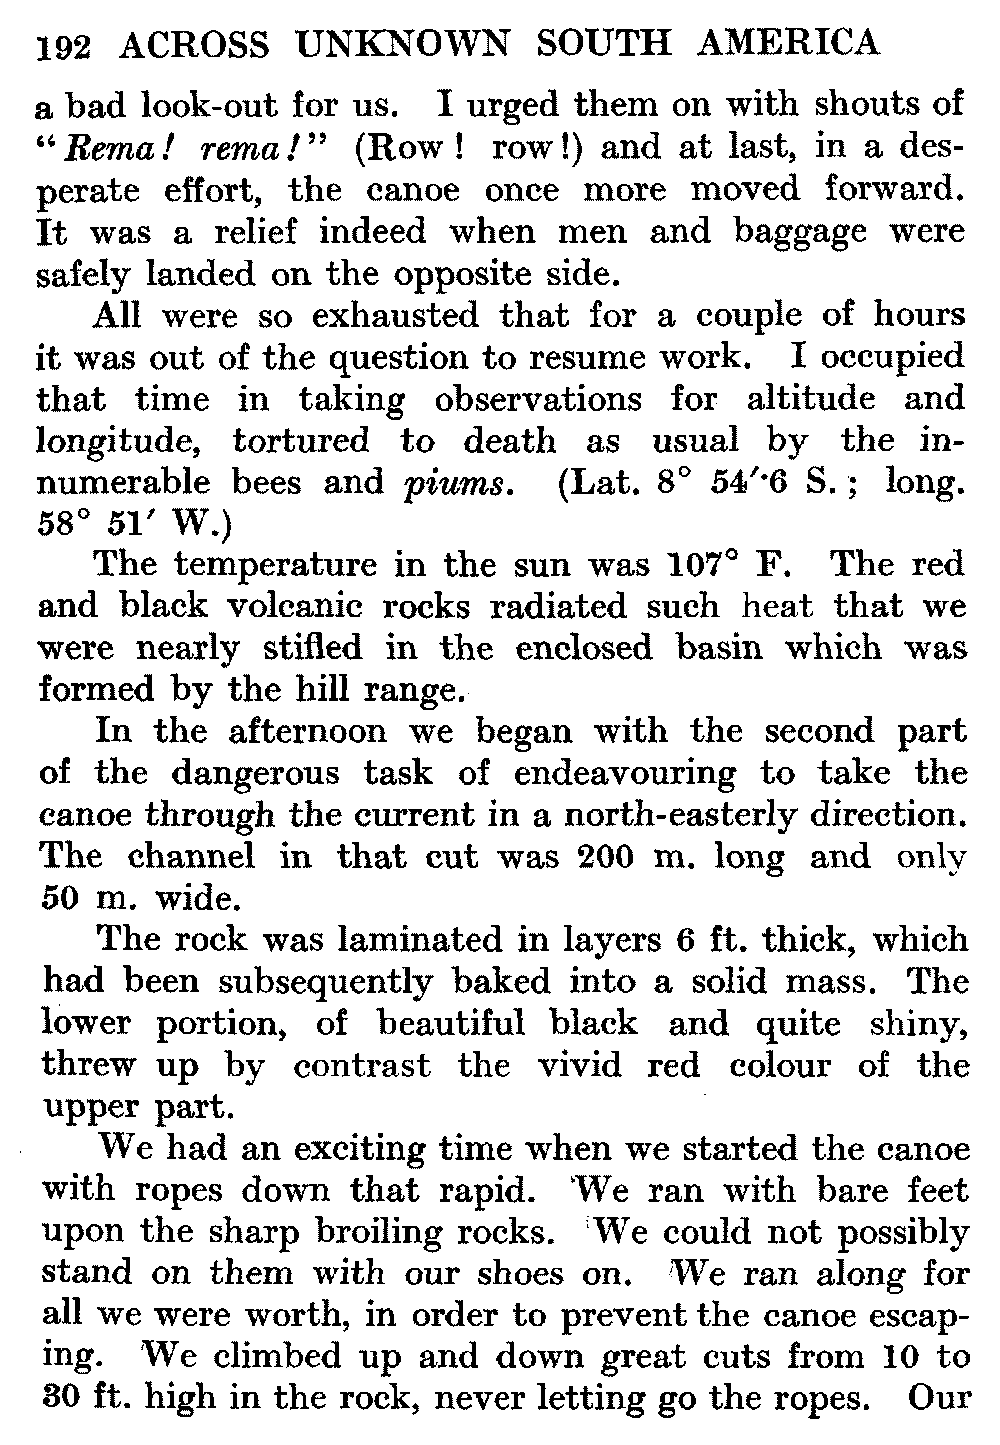 192 ACROSS UNKNOWN SOUTH AMERICA
a bad look-out for us. I urged them on with shouts of
“Rema! rema!” (Row! row!) and at last, in a des-
perate effort, the canoe once more moved forward.
It was a relief indeed when men and baggage were
safely landed on the opposite side.
All were so exhausted that for a couple of hours
it was out of the question to resume work. I occupied
that time in taking observations for altitude and
longitude, tortured to death as usual by the in-
numerable bees and piums. (Lat. 8° 54′·6 S.; long.
58° 51′ W.)
The temperature in the sun was 107° F. The red
and black volcanic rocks radiated such heat that we
were nearly stifled in the enclosed basin which was
formed by the hill range.
In the afternoon we began with the second part
of the dangerous task of endeavouring to take the
canoe through the current in a north-easterly direction.
The channel in that cut was 200 m. long and only
50 m. wide.
The rock was laminated in layers 6 ft. thick, which
had been subsequently baked into a solid mass. The
lower portion, of beautiful black and quite shiny,
threw up by contrast the vivid red colour of the
upper part.
We had an exciting time when we started the canoe
with ropes down that rapid. We ran with bare feet
upon the sharp broiling rocks. We could not possibly
stand on them with our shoes on. We ran along for
all we were worth, in order to prevent the canoe escap-
ing. We climbed up and down great cuts from 10 to
30 ft. high in the rock, never letting go the ropes. Our